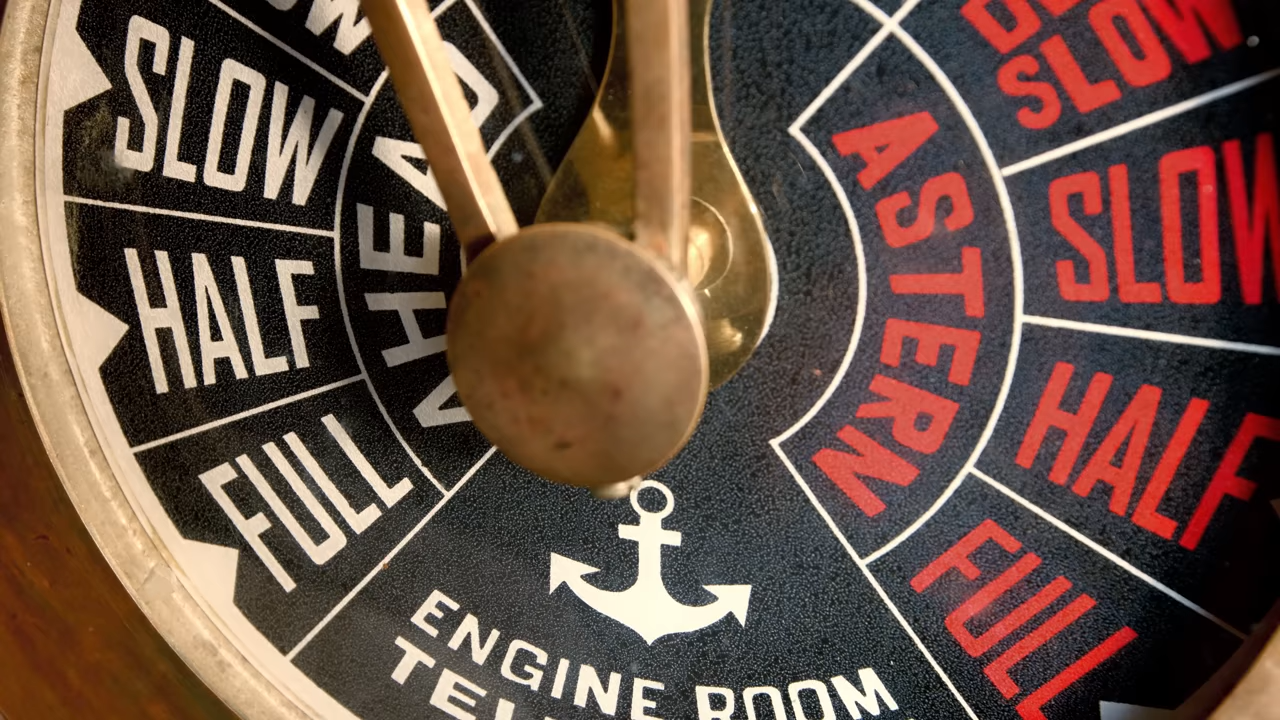 SLOW
HALF
FULL
AHEAD
ASTERN
SLOW
SLOW
HALF
FULL
ENGINE ROOM